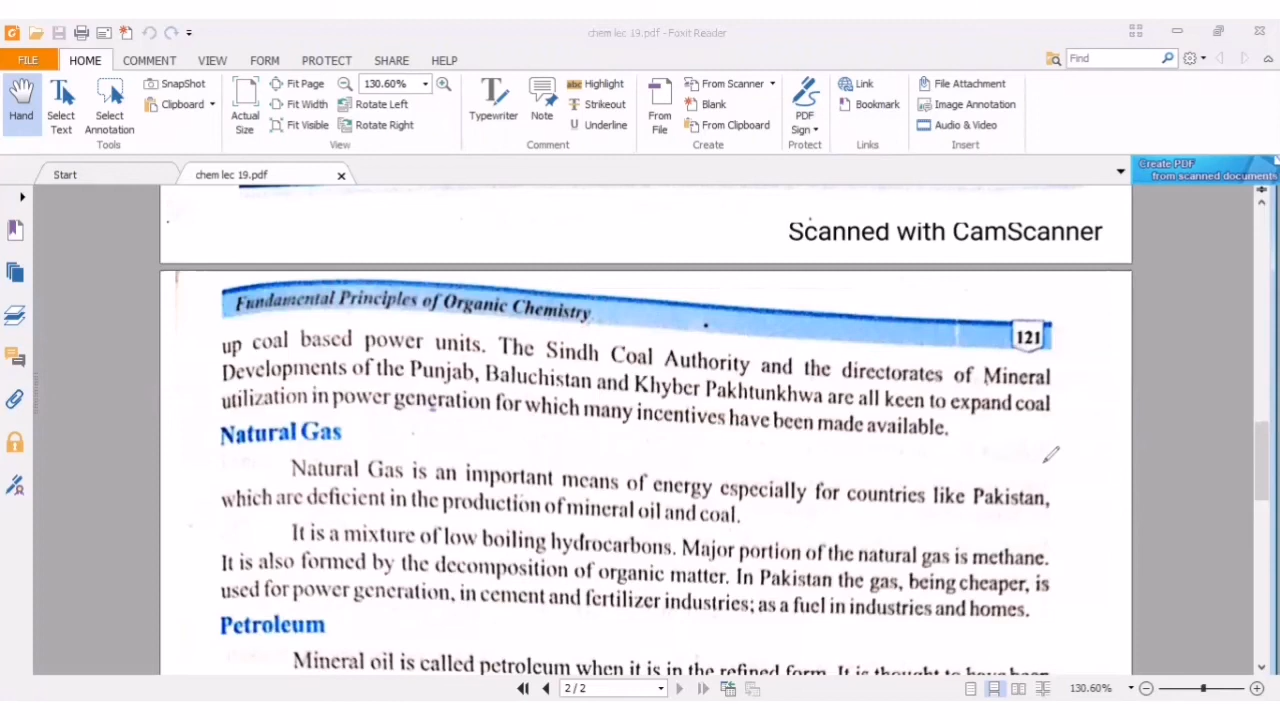 chem lec 19.pdf - Foxit Reader
FILE HOME COMMENT VIEW FORM PROTECT SHARE HELP Find
Hand Select Text Select Annotation SnapShot Clipboard Tools
Actual Size Fit Page Fit Width Fit Visible 130.60% Rotate Left Rotate Right View
Typewriter Note Highlight Strikeout Underline Comment
From File From Scanner Blank From Clipboard Create
PDF Sign Protect
Link Bookmark Links
File Attachment Image Annotation Audio & Video Insert
Start chem lec 19.pdf
Create PDF
from scanned documents
Scanned with CamScanner
Fundamental Principles of Organic Chemistry 121
up coal based power units. The Sindh Coal Authority and the directorates of Mineral
Developments of the Punjab, Baluchistan and Khyber Pakhtunkhwa are all keen to expand coal
utilization in power generation for which many incentives have been made available.
Natural Gas
Natural Gas is an important means of energy especially for countries like Pakistan,
which are deficient in the production of mineral oil and coal.
It is a mixture of low boiling hydrocarbons. Major portion of the natural gas is methane.
It is also formed by the decomposition of organic matter. In Pakistan the gas, being cheaper, is
used for power generation, in cement and fertilizer industries; as a fuel in industries and homes.
Petroleum
Mineral oil is called petroleum when it is in the refined form. It is thought to have been
2 / 2 130.60%